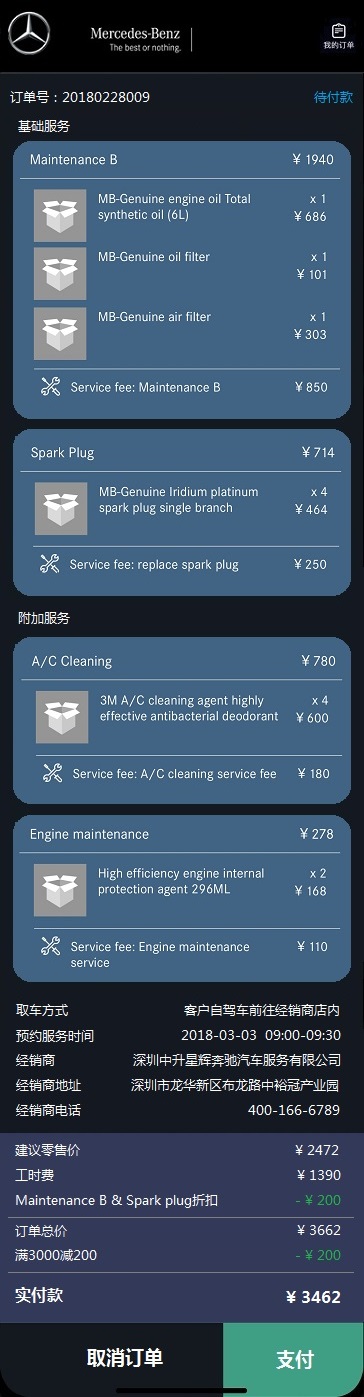 Mercedes-Benz
The best or nothing.
我的订单
订单号：20180228009 待付款
基础服务
Maintenance B ¥ 1940
MB-Genuine engine oil Total x 1
synthetic oil (6L) ¥ 686
MB-Genuine oil filter x 1
¥ 101
MB-Genuine air filter x 1
¥ 303
Service fee: Maintenance B ¥ 850
Spark Plug ¥ 714
MB-Genuine Iridium platinum x 4
spark plug single branch ¥ 464
Service fee: replace spark plug ¥ 250
附加服务
A/C Cleaning ¥ 780
3M A/C cleaning agent highly x 4
effective antibacterial deodorant ¥ 600
Service fee: A/C cleaning service fee ¥ 180
Engine maintenance ¥ 278
High efficiency engine internal x 2
protection agent 296ML ¥ 168
Service fee: Engine maintenance ¥ 110
service
取车方式 客户自驾车前往经销商店内
预约服务时间 2018-03-03 09:00-09:30
经销商 深圳中升星辉奔驰汽车服务有限公司
经销商地址 深圳市龙华新区布龙路中裕冠产业园
经销商电话 400-166-6789
建议零售价 ¥ 2472
工时费 ¥ 1390
Maintenance B & Spark plug折扣 - ¥ 200
订单总价 ¥ 3662
满3000减200 - ¥ 200
实付款 ¥ 3462
取消订单 支付